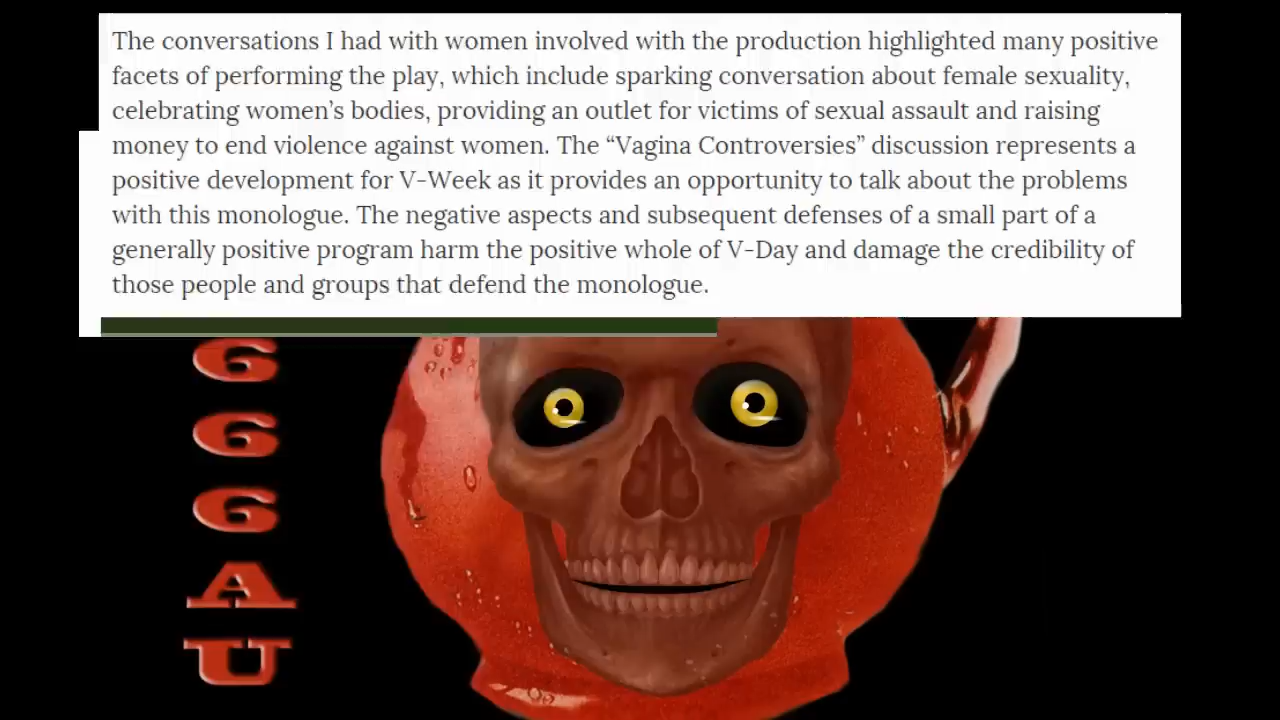 The conversations I had with women involved with the production highlighted many positive
facets of performing the play, which include sparking conversation about female sexuality,
celebrating women’s bodies, providing an outlet for victims of sexual assault and raising
money to end violence against women. The “Vagina Controversies” discussion represents a
positive development for V-Week as it provides an opportunity to talk about the problems
with this monologue. The negative aspects and subsequent defenses of a small part of a
generally positive program harm the positive whole of V-Day and damage the credibility of
those people and groups that defend the monologue.
6
6
6
A
U